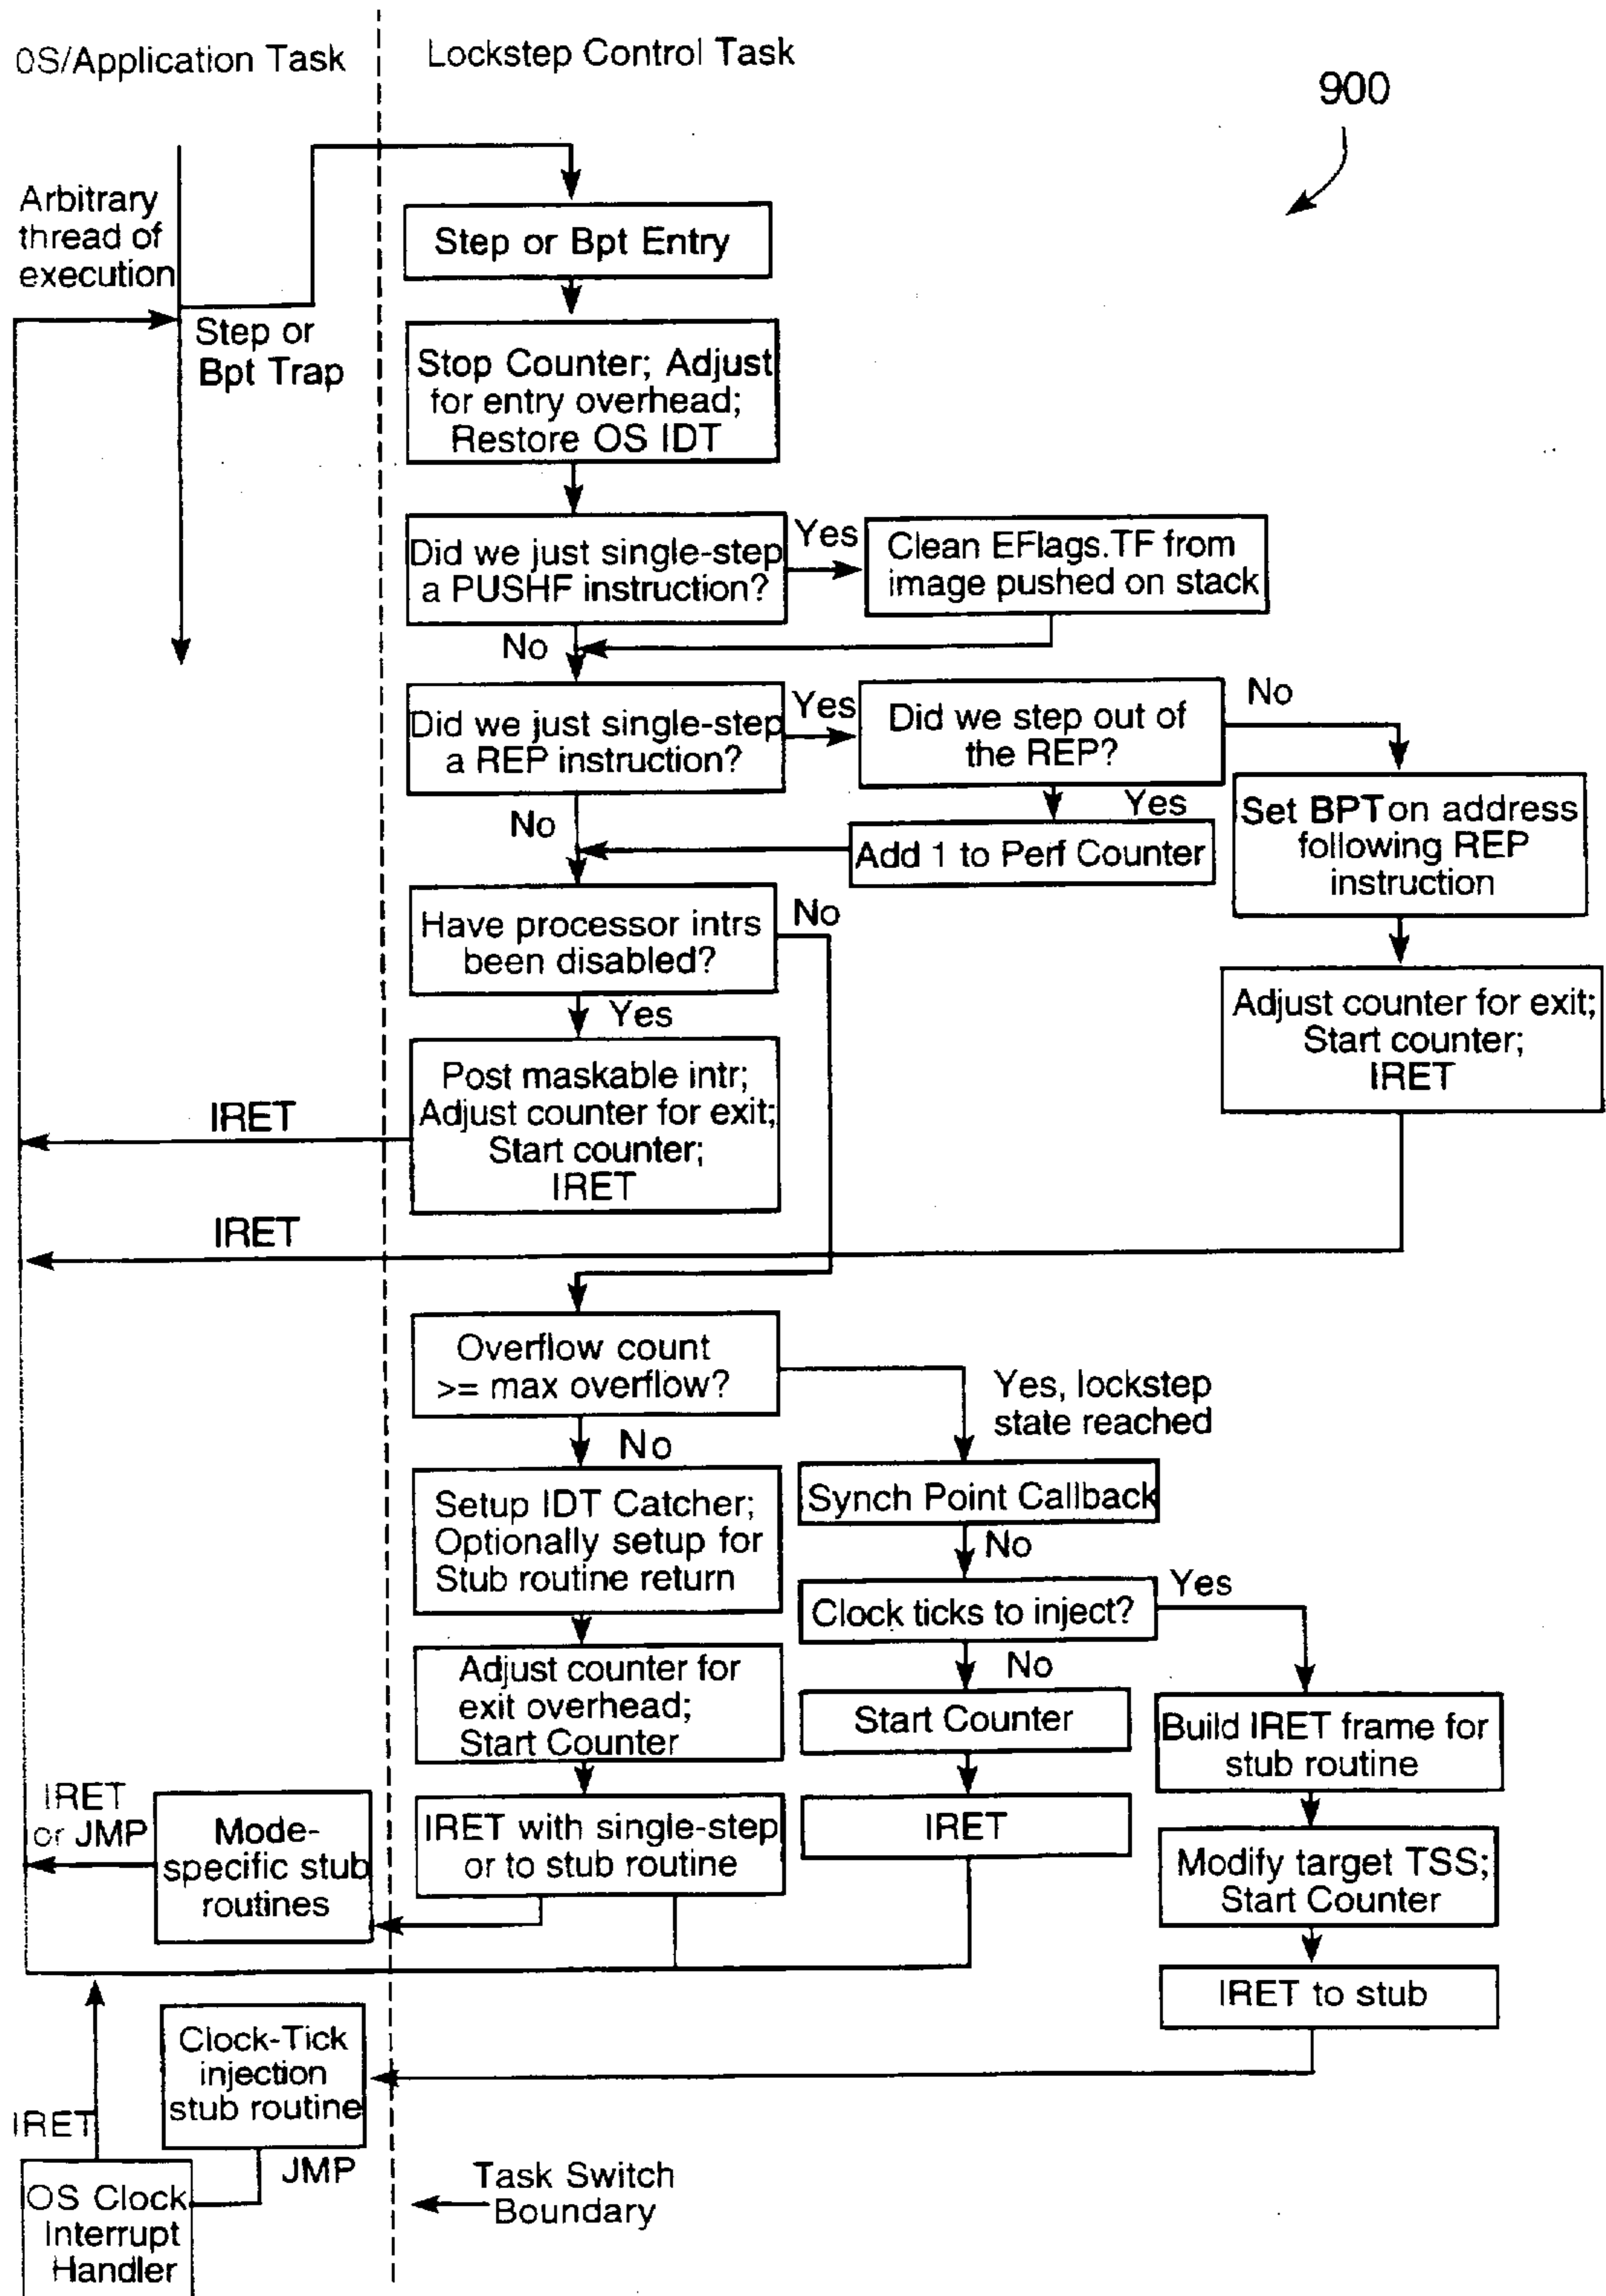 OS/Application Task
Lockstep Control Task
900
Arbitrary
thread of
execution
Step or Bpt Entry
Step or
Bpt Trap
Stop Counter; Adjust
for entry overhead;
Restore OS IDT
Did we just single-step
a PUSHF instruction?
Yes
Clean EFlags.TF from
image pushed on stack
No
Did we just single-step
a REP instruction?
Yes
Did we step out of
the REP?
No
Yes
No
Add 1 to Perf Counter
Set BPT on address
following REP
instruction
Have processor intrs
been disabled?
No
Yes
Adjust counter for exit;
Start counter;
IRET
Post maskable intr;
Adjust counter for exit;
Start counter;
IRET
IRET
IRET
Overflow count
>= max overflow?
Yes, lockstep
state reached
No
Setup IDT Catcher;
Optionally setup for
Stub routine return
Synch Point Callback
No
Clock ticks to inject?
Yes
No
Adjust counter for
exit overhead;
Start Counter
Start Counter
Build IRET frame for
stub routine
IRET
or JMP
Mode-
specific stub
routines
IRET with single-step
or to stub routine
IRET
Modify target TSS;
Start Counter
IRET to stub
Clock-Tick
injection
stub routine
IRET
JMP
OS Clock
Interrupt
Handler
Task Switch
Boundary